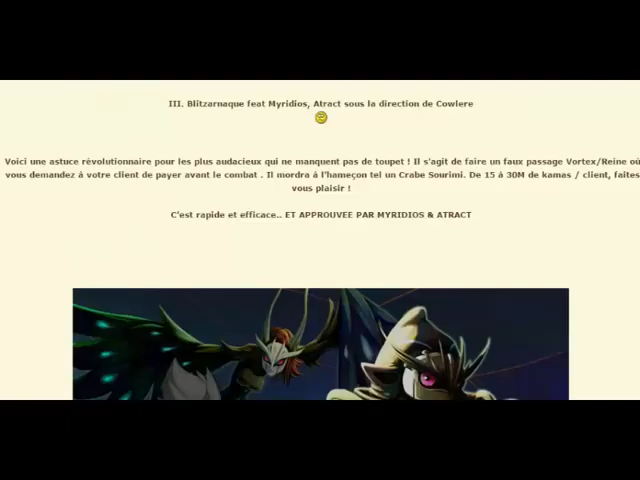 III. Blitzarnaque feat Myridios, Atract sous la direction de Cowlere
Voici une astuce révolutionnaire pour les plus audacieux qui ne manquent pas de toupet ! Il s'agit de faire un faux passage Vortex/Reine où
vous demandez à votre client de payer avant le combat . Il mordra à l'hameçon tel un Crabe Sourimi. De 15 à 30M de kamas / client, faites
vous plaisir !
C'est rapide et efficace.. ET APPROUVEE PAR MYRIDIOS & ATRACT